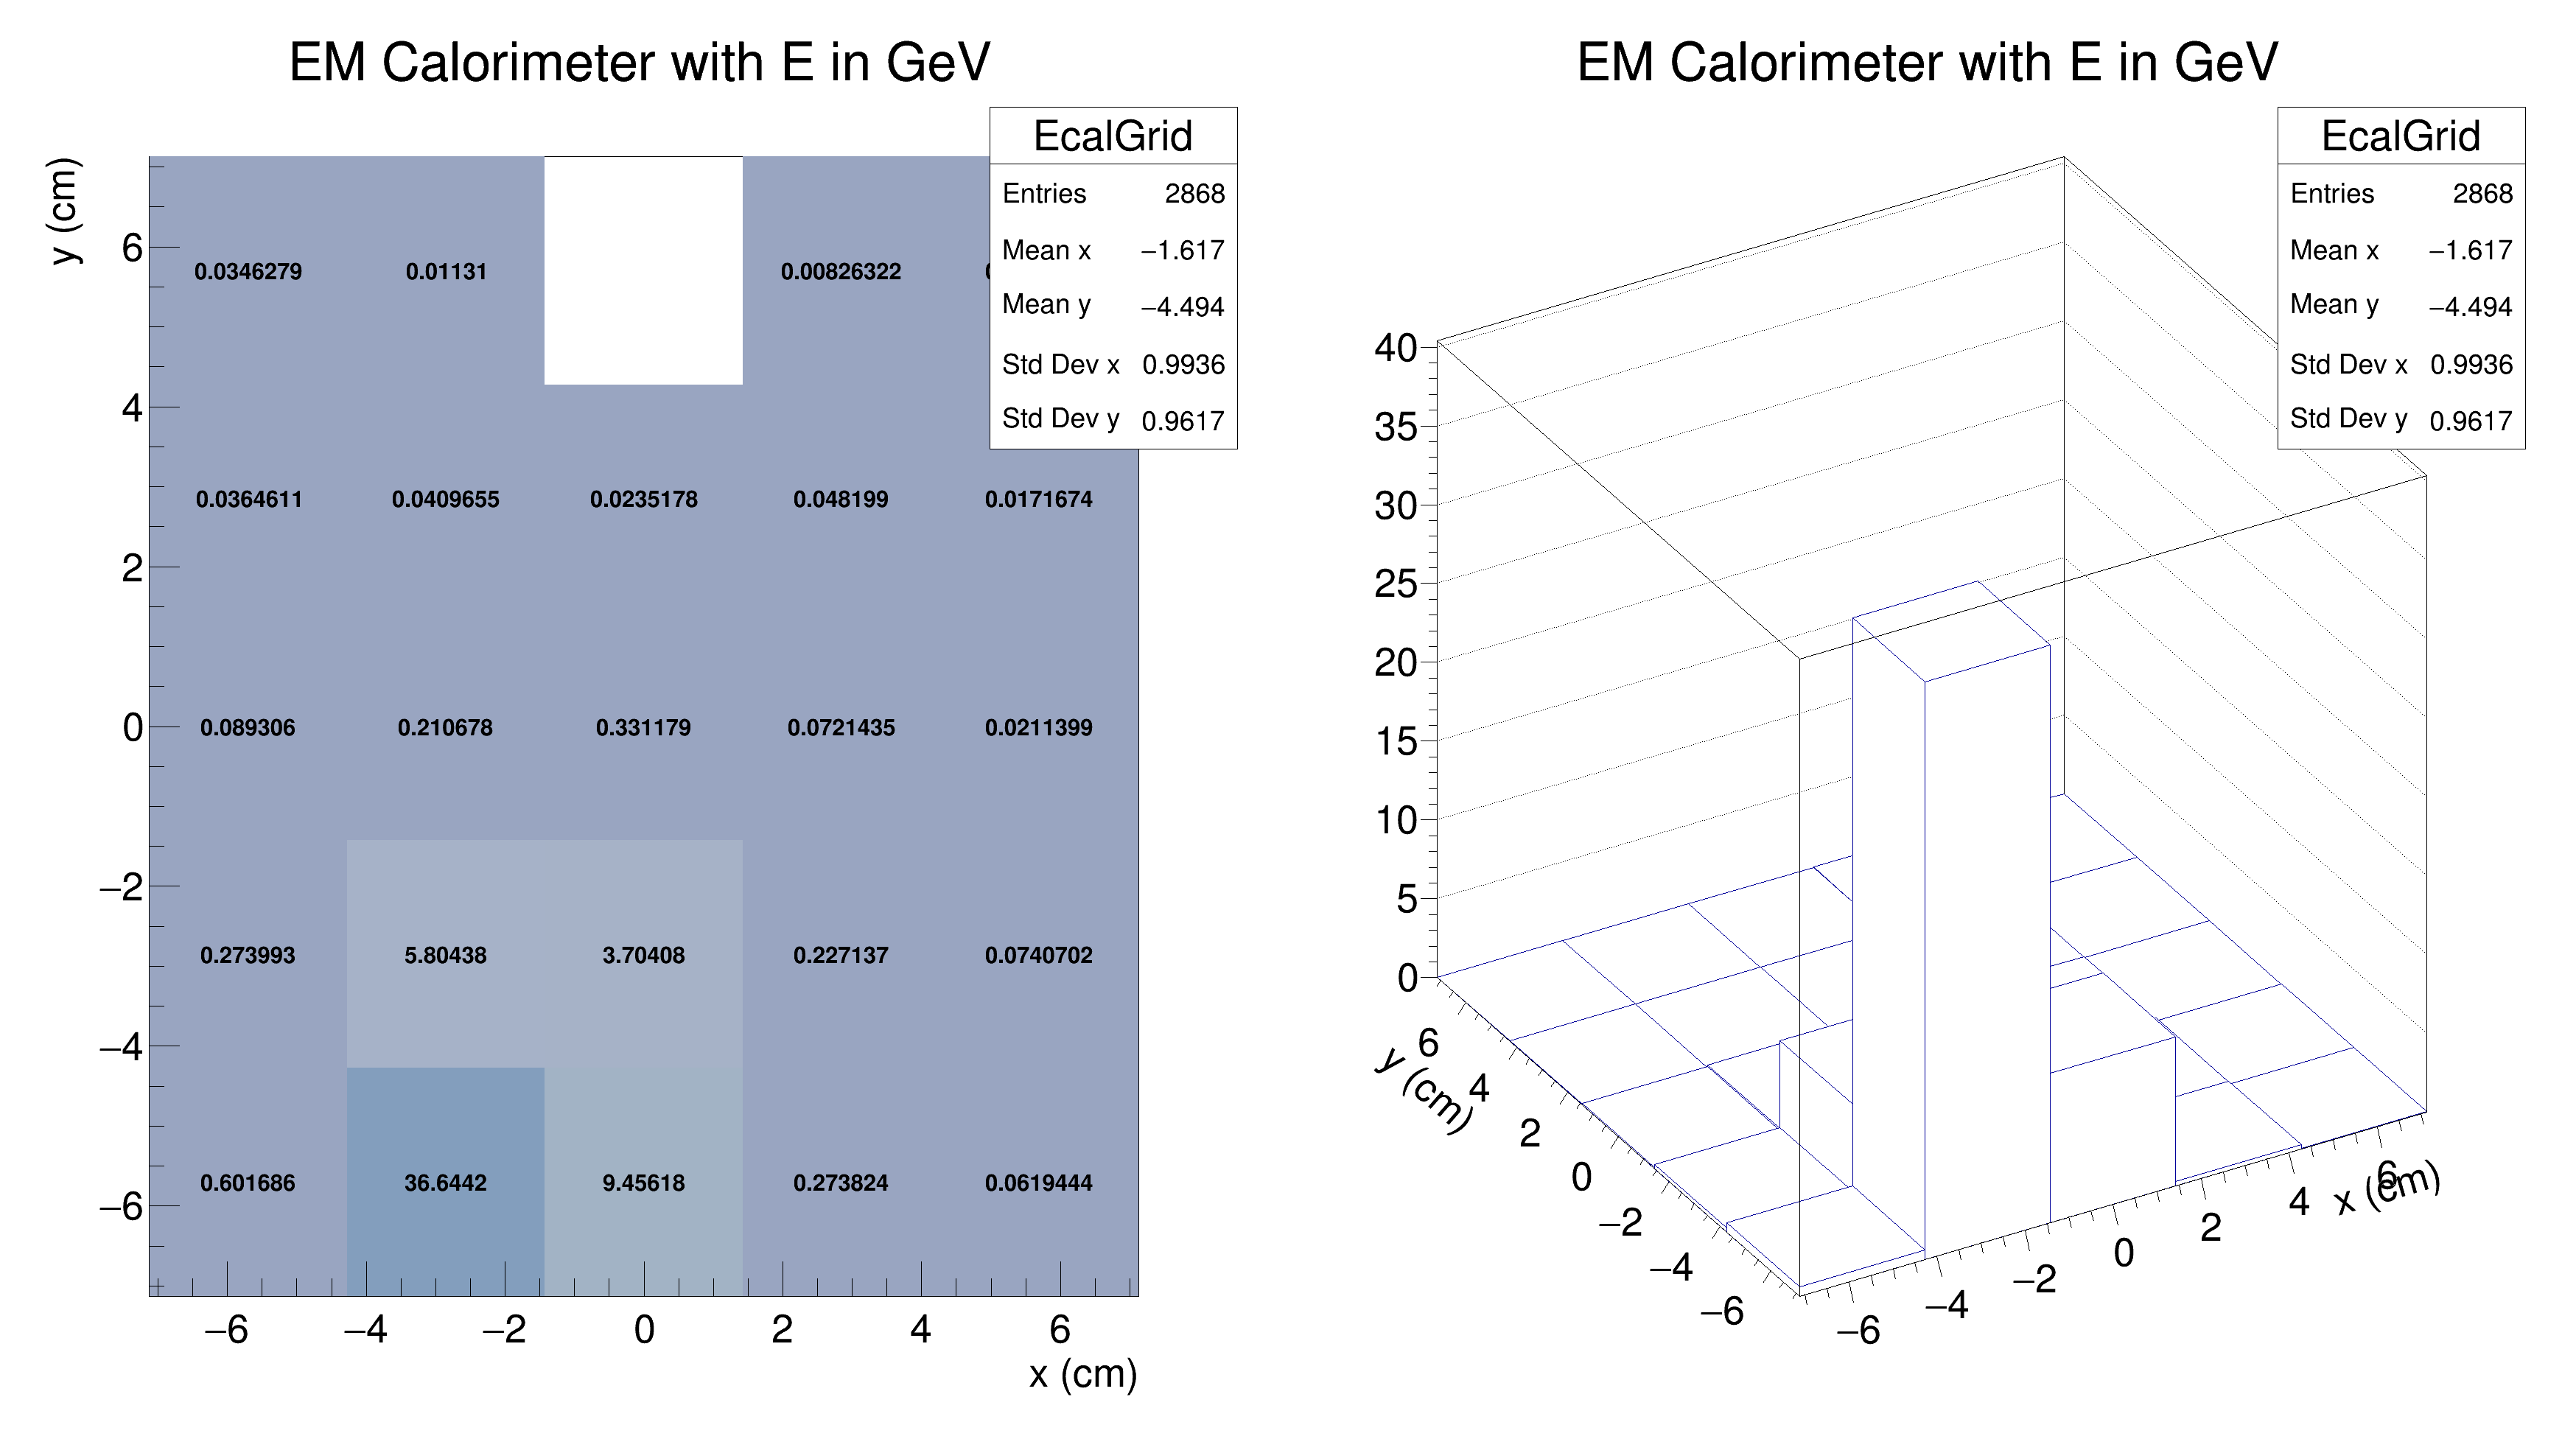 EM Calorimeter with E in GeV
EcalGrid
Entries 2868
Mean x −1.617
Mean y −4.494
Std Dev x 0.9936
Std Dev y 0.9617
y (cm)
6
4
2
0
−2
−4
−6
0.0346279 0.01131 0.00826322
0.0364611 0.0409655 0.0235178 0.048199 0.0171674
0.089306 0.210678 0.331179 0.0721435 0.0211399
0.273993 5.80438 3.70408 0.227137 0.0740702
0.601686 36.6442 9.45618 0.273824 0.0619444
−6 −4 −2 0 2 4 6
x (cm)
EM Calorimeter with E in GeV
EcalGrid
Entries 2868
Mean x −1.617
Mean y −4.494
Std Dev x 0.9936
Std Dev y 0.9617
40
35
30
25
20
15
10
5
0
y (cm)
6
4
2
0
−2
−4
−6
−6
−4
−2
0
2
4
6
x (cm)